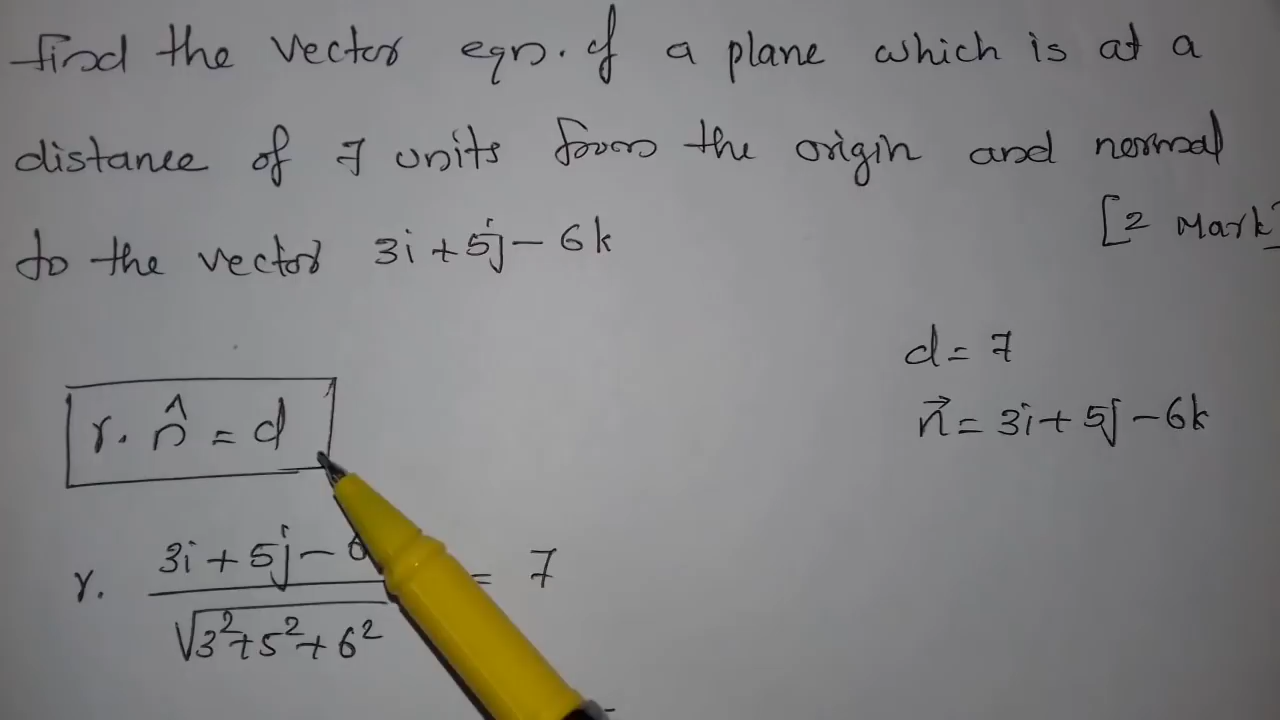 find the vector eqn. of a plane which is at a
distance of 7 units from the origin and normal
to the vector 3i + 5j - 6k
[2 Mark]
d = 7
n⃗ = 3i + 5j - 6k
r. n̂ = d
r. (3i + 5j - 6)/√(3²+5²+6²) = 7